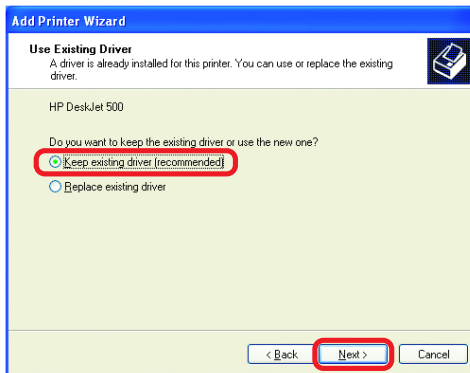 Add Printer Wizard
Use Existing Driver
A driver is already installed for this printer. You can use or replace the existing
driver.
HP DeskJet 500
Do you want to keep the existing driver or use the new one?
Keep existing driver (recommended)
Replace existing driver
< Back
Next >
Cancel